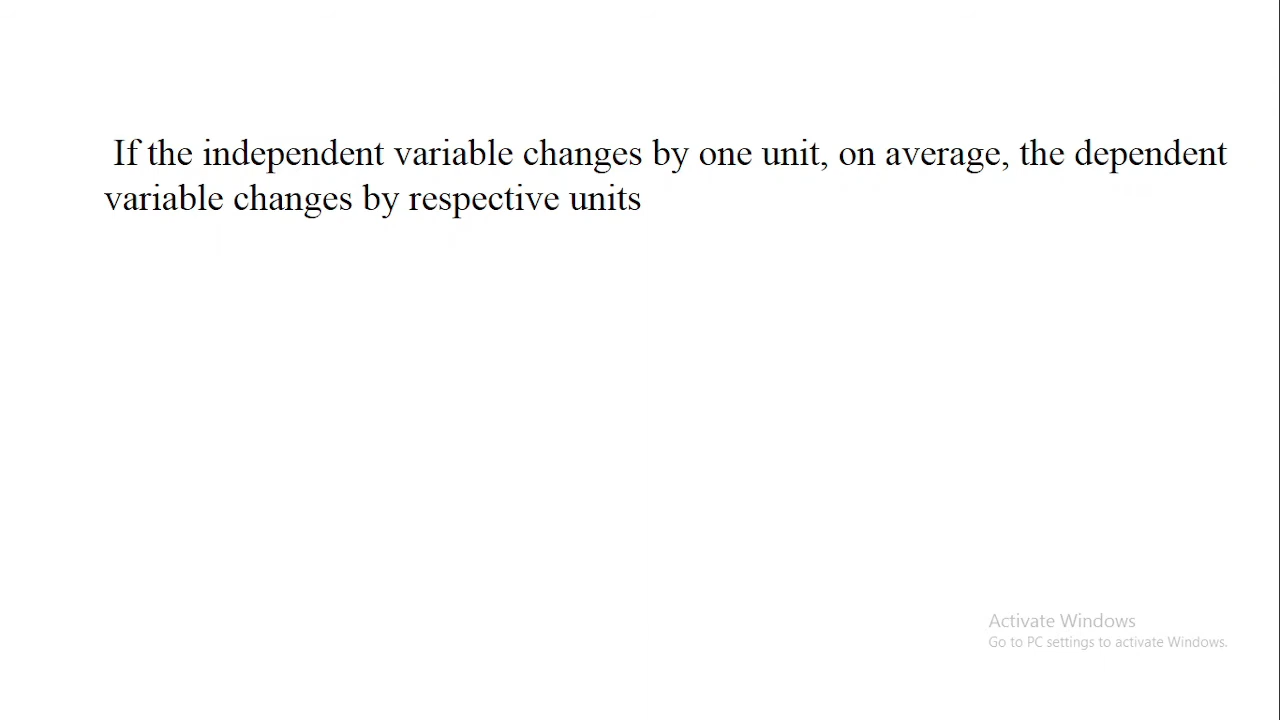 If the independent variable changes by one unit, on average, the dependent
variable changes by respective units
Activate Windows
Go to PC settings to activate Windows.